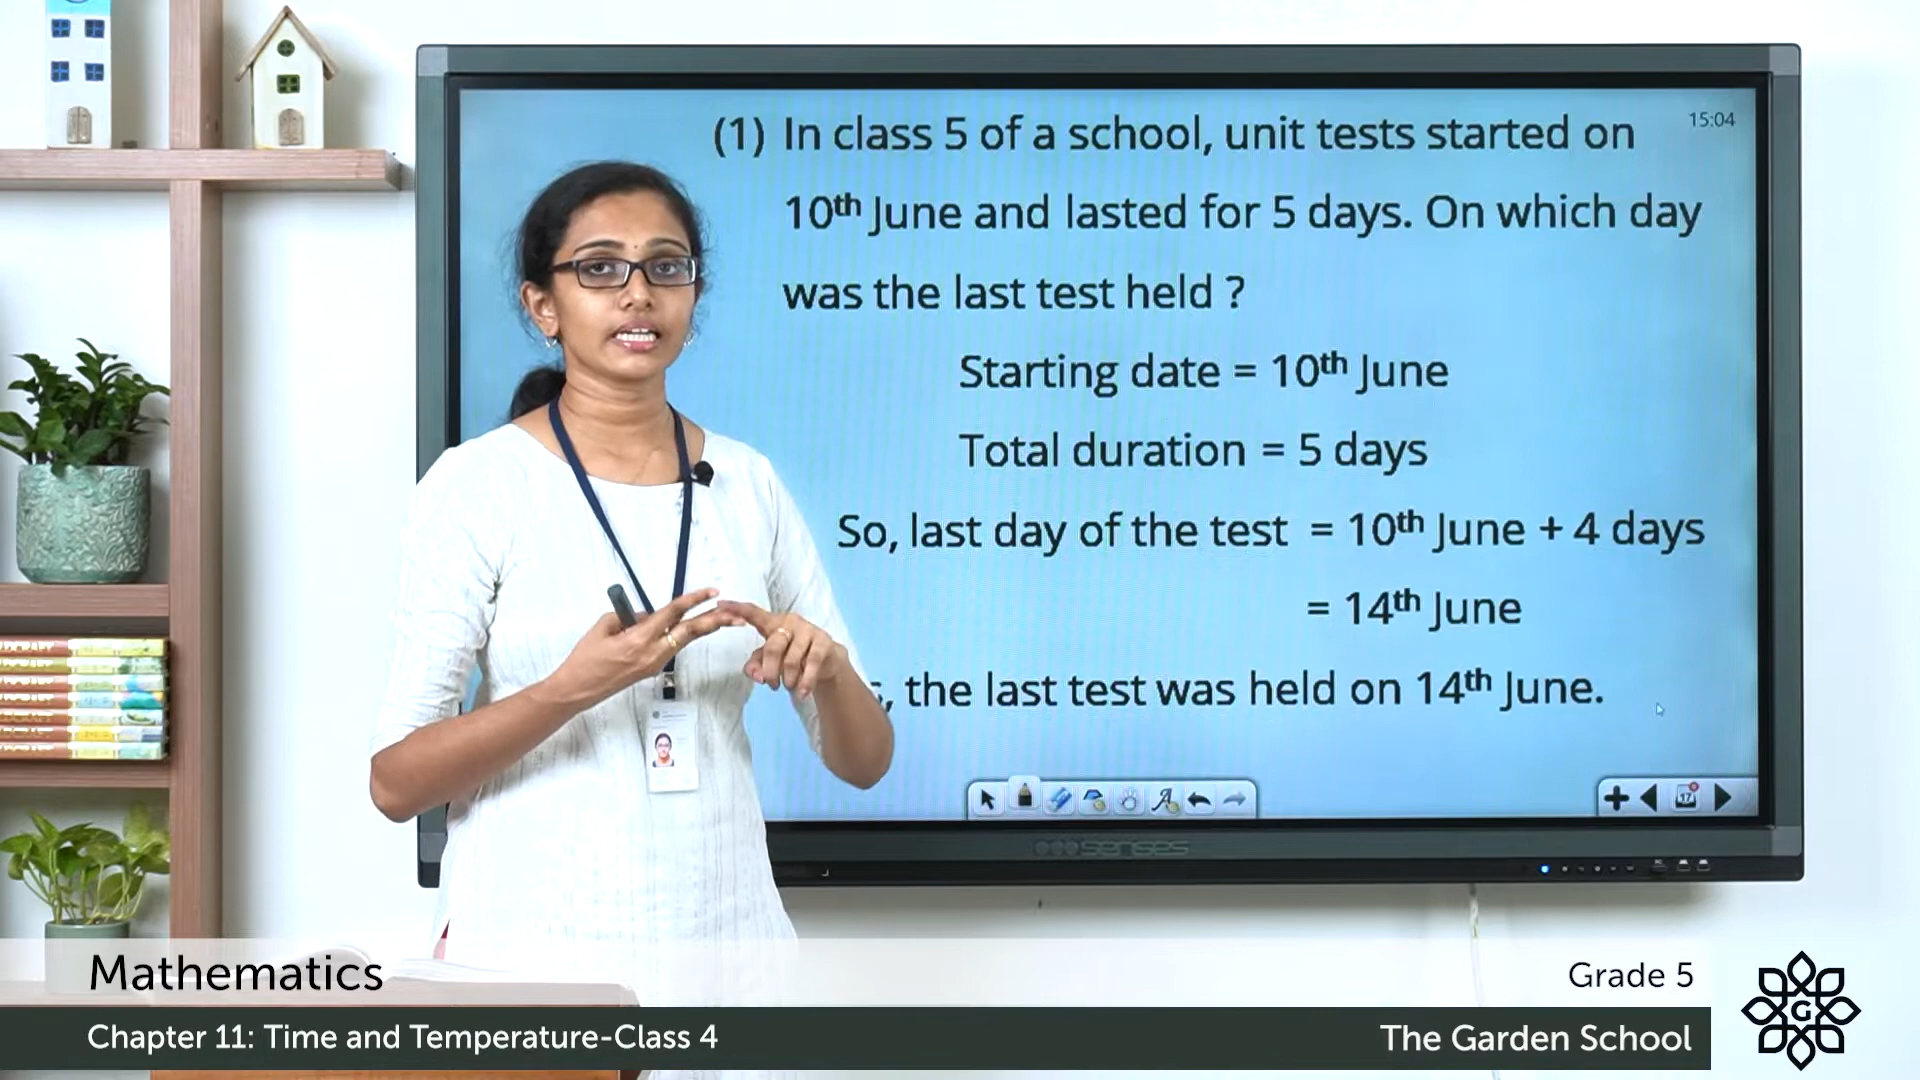 15:04
(1) In class 5 of a school, unit tests started on
10th June and lasted for 5 days. On which day
was the last test held ?
Starting date = 10th June
Total duration = 5 days
So, last day of the test = 10th June + 4 days
= 14th June
, the last test was held on 14th June.
17
senses
Mathematics
Grade 5
Chapter 11: Time and Temperature-Class 4
The Garden School
G